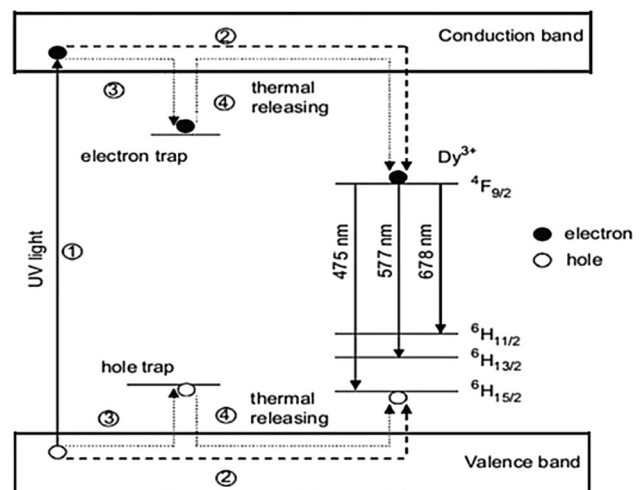 ②
Conduction band
③
④
thermal
releasing
electron trap
Dy³⁺
⁴F₉/₂
UV light
①
475 nm
577 nm
678 nm
electron
hole
⁶H₁₁/₂
⁶H₁₃/₂
⁶H₁₅/₂
hole trap
③
④
thermal
releasing
②
Valence band